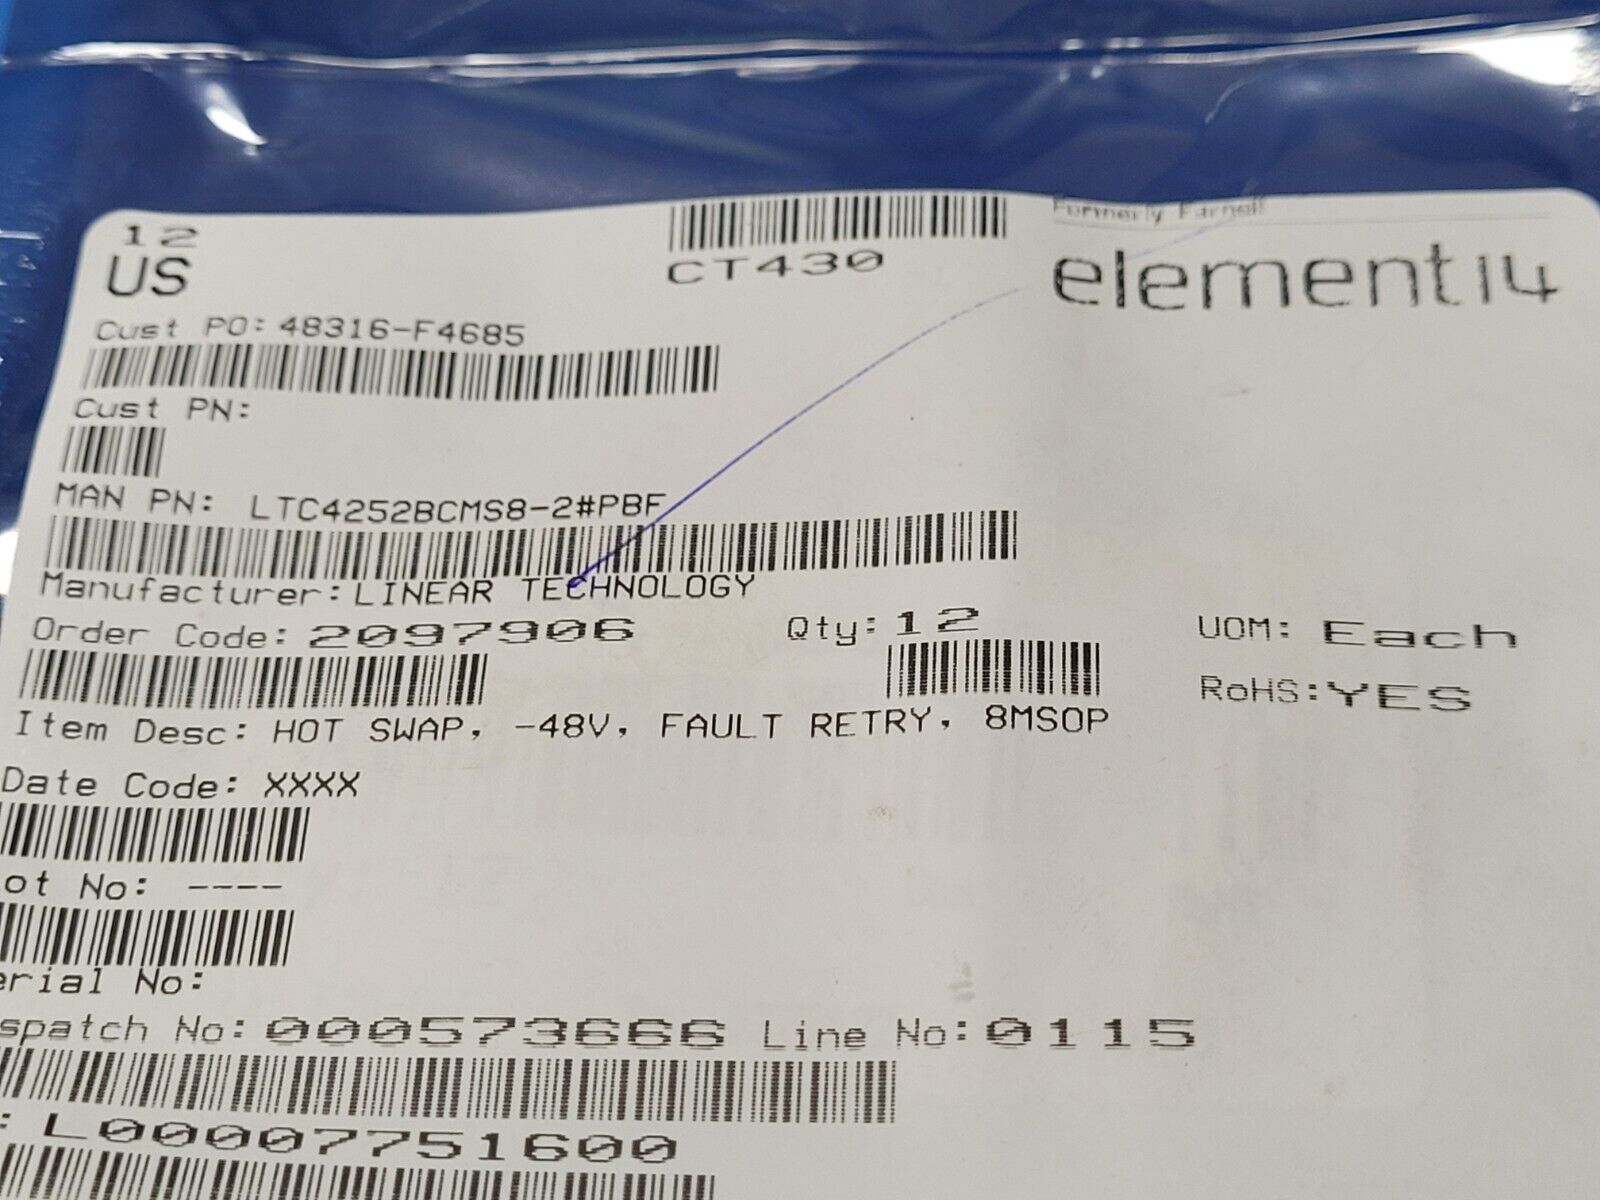 12
US
CT430
Formerly Farnell
element14
Cust PO: 48316-F4685
Cust PN:
MAN PN: LTC4252BCMS8-2#PBF
Manufacturer: LINEAR TECHNOLOGY
Order Code: 2097906 Qty: 12 UOM: Each
RoHS: YES
Item Desc: HOT SWAP, -48V, FAULT RETRY, 8MSOP
Date Code: XXXX
ot No: ----
erial No:
spatch No: 000573666 Line No: 0115
: L00007751600